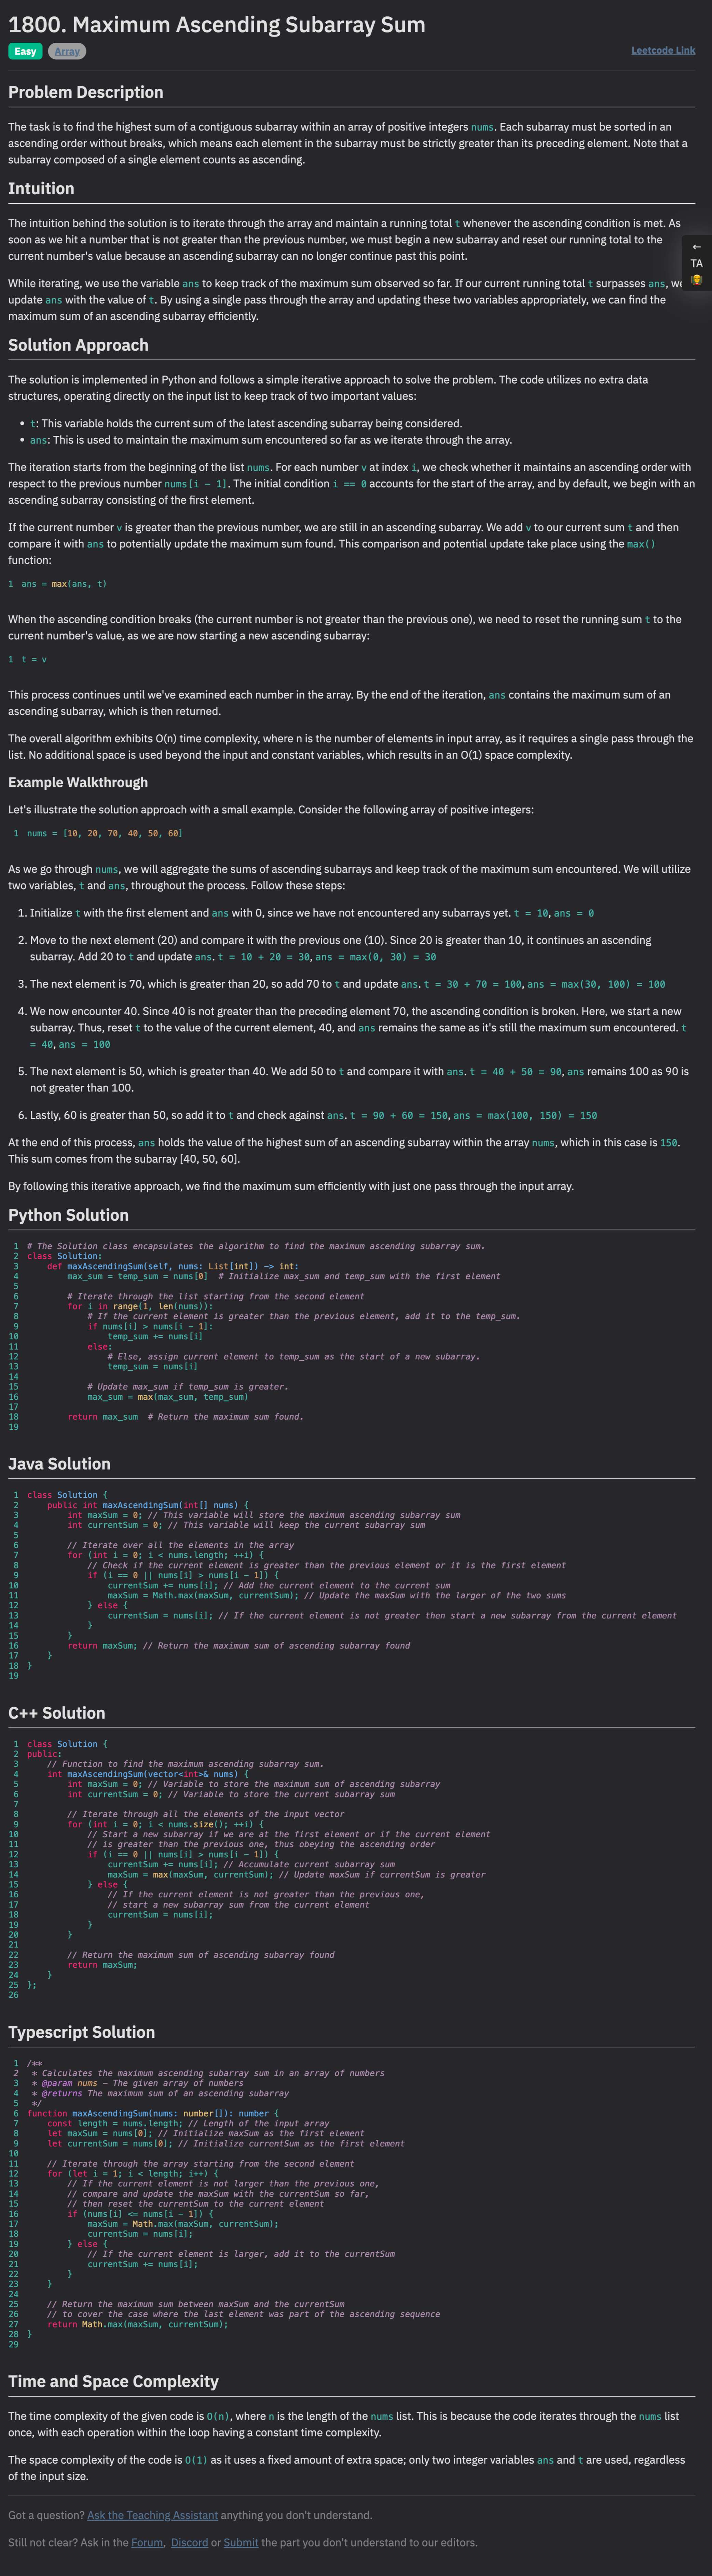 1800. Maximum Ascending Subarray Sum
Easy Array Leetcode Link
Problem Description
The task is to find the highest sum of a contiguous subarray within an array of positive integers nums. Each subarray must be sorted in an
ascending order without breaks, which means each element in the subarray must be strictly greater than its preceding element. Note that a
subarray composed of a single element counts as ascending.
Intuition
The intuition behind the solution is to iterate through the array and maintain a running total t whenever the ascending condition is met. As
soon as we hit a number that is not greater than the previous number, we must begin a new subarray and reset our running total to the
current number's value because an ascending subarray can no longer continue past this point.
←
TA
While iterating, we use the variable ans to keep track of the maximum sum observed so far. If our current running total t surpasses ans, we
update ans with the value of t. By using a single pass through the array and updating these two variables appropriately, we can find the
maximum sum of an ascending subarray efficiently.
Solution Approach
The solution is implemented in Python and follows a simple iterative approach to solve the problem. The code utilizes no extra data
structures, operating directly on the input list to keep track of two important values:
• t: This variable holds the current sum of the latest ascending subarray being considered.
• ans: This is used to maintain the maximum sum encountered so far as we iterate through the array.
The iteration starts from the beginning of the list nums. For each number v at index i, we check whether it maintains an ascending order with
respect to the previous number nums[i - 1]. The initial condition i == 0 accounts for the start of the array, and by default, we begin with an
ascending subarray consisting of the first element.
If the current number v is greater than the previous number, we are still in an ascending subarray. We add v to our current sum t and then
compare it with ans to potentially update the maximum sum found. This comparison and potential update take place using the max()
function:
1 ans = max(ans, t)
When the ascending condition breaks (the current number is not greater than the previous one), we need to reset the running sum t to the
current number's value, as we are now starting a new ascending subarray:
1 t = v
This process continues until we've examined each number in the array. By the end of the iteration, ans contains the maximum sum of an
ascending subarray, which is then returned.
The overall algorithm exhibits O(n) time complexity, where n is the number of elements in input array, as it requires a single pass through the
list. No additional space is used beyond the input and constant variables, which results in an O(1) space complexity.
Example Walkthrough
Let's illustrate the solution approach with a small example. Consider the following array of positive integers:
1 nums = [10, 20, 70, 40, 50, 60]
As we go through nums, we will aggregate the sums of ascending subarrays and keep track of the maximum sum encountered. We will utilize
two variables, t and ans, throughout the process. Follow these steps:
1. Initialize t with the first element and ans with 0, since we have not encountered any subarrays yet. t = 10, ans = 0
2. Move to the next element (20) and compare it with the previous one (10). Since 20 is greater than 10, it continues an ascending
subarray. Add 20 to t and update ans. t = 10 + 20 = 30, ans = max(0, 30) = 30
3. The next element is 70, which is greater than 20, so add 70 to t and update ans. t = 30 + 70 = 100, ans = max(30, 100) = 100
4. We now encounter 40. Since 40 is not greater than the preceding element 70, the ascending condition is broken. Here, we start a new
subarray. Thus, reset t to the value of the current element, 40, and ans remains the same as it's still the maximum sum encountered. t
= 40, ans = 100
5. The next element is 50, which is greater than 40. We add 50 to t and compare it with ans. t = 40 + 50 = 90, ans remains 100 as 90 is
not greater than 100.
6. Lastly, 60 is greater than 50, so add it to t and check against ans. t = 90 + 60 = 150, ans = max(100, 150) = 150
At the end of this process, ans holds the value of the highest sum of an ascending subarray within the array nums, which in this case is 150.
This sum comes from the subarray [40, 50, 60].
By following this iterative approach, we find the maximum sum efficiently with just one pass through the input array.
Python Solution
1 # The Solution class encapsulates the algorithm to find the maximum ascending subarray sum.
2 class Solution:
3     def maxAscendingSum(self, nums: List[int]) -> int:
4         max_sum = temp_sum = nums[0]  # Initialize max_sum and temp_sum with the first element
5
6         # Iterate through the list starting from the second element
7         for i in range(1, len(nums)):
8             # If the current element is greater than the previous element, add it to the temp_sum.
9             if nums[i] > nums[i - 1]:
10                 temp_sum += nums[i]
11             else:
12                 # Else, assign current element to temp_sum as the start of a new subarray.
13                 temp_sum = nums[i]
14
15             # Update max_sum if temp_sum is greater.
16             max_sum = max(max_sum, temp_sum)
17
18         return max_sum  # Return the maximum sum found.
19
Java Solution
1 class Solution {
2     public int maxAscendingSum(int[] nums) {
3         int maxSum = 0; // This variable will store the maximum ascending subarray sum
4         int currentSum = 0; // This variable will keep the current subarray sum
5
6         // Iterate over all the elements in the array
7         for (int i = 0; i < nums.length; ++i) {
8             // Check if the current element is greater than the previous element or it is the first element
9             if (i == 0 || nums[i] > nums[i - 1]) {
10                 currentSum += nums[i]; // Add the current element to the current sum
11                 maxSum = Math.max(maxSum, currentSum); // Update the maxSum with the larger of the two sums
12             } else {
13                 currentSum = nums[i]; // If the current element is not greater then start a new subarray from the current element
14             }
15         }
16         return maxSum; // Return the maximum sum of ascending subarray found
17     }
18 }
19
C++ Solution
1 class Solution {
2 public:
3     // Function to find the maximum ascending subarray sum.
4     int maxAscendingSum(vector<int>& nums) {
5         int maxSum = 0; // Variable to store the maximum sum of ascending subarray
6         int currentSum = 0; // Variable to store the current subarray sum
7
8         // Iterate through all the elements of the input vector
9         for (int i = 0; i < nums.size(); ++i) {
10             // Start a new subarray if we are at the first element or if the current element
11             // is greater than the previous one, thus obeying the ascending order
12             if (i == 0 || nums[i] > nums[i - 1]) {
13                 currentSum += nums[i]; // Accumulate current subarray sum
14                 maxSum = max(maxSum, currentSum); // Update maxSum if currentSum is greater
15             } else {
16                 // If the current element is not greater than the previous one,
17                 // start a new subarray sum from the current element
18                 currentSum = nums[i];
19             }
20         }
21
22         // Return the maximum sum of ascending subarray found
23         return maxSum;
24     }
25 };
26
Typescript Solution
1 /**
2  * Calculates the maximum ascending subarray sum in an array of numbers
3  * @param nums - The given array of numbers
4  * @returns The maximum sum of an ascending subarray
5  */
6 function maxAscendingSum(nums: number[]): number {
7     const length = nums.length; // Length of the input array
8     let maxSum = nums[0]; // Initialize maxSum as the first element
9     let currentSum = nums[0]; // Initialize currentSum as the first element
10
11     // Iterate through the array starting from the second element
12     for (let i = 1; i < length; i++) {
13         // If the current element is not larger than the previous one,
14         // compare and update the maxSum with the currentSum so far,
15         // then reset the currentSum to the current element
16         if (nums[i] <= nums[i - 1]) {
17             maxSum = Math.max(maxSum, currentSum);
18             currentSum = nums[i];
19         } else {
20             // If the current element is larger, add it to the currentSum
21             currentSum += nums[i];
22         }
23     }
24
25     // Return the maximum sum between maxSum and the currentSum
26     // to cover the case where the last element was part of the ascending sequence
27     return Math.max(maxSum, currentSum);
28 }
29
Time and Space Complexity
The time complexity of the given code is O(n), where n is the length of the nums list. This is because the code iterates through the nums list
once, with each operation within the loop having a constant time complexity.
The space complexity of the code is O(1) as it uses a fixed amount of extra space; only two integer variables ans and t are used, regardless
of the input size.
Got a question? Ask the Teaching Assistant anything you don't understand.
Still not clear? Ask in the Forum, Discord or Submit the part you don't understand to our editors.